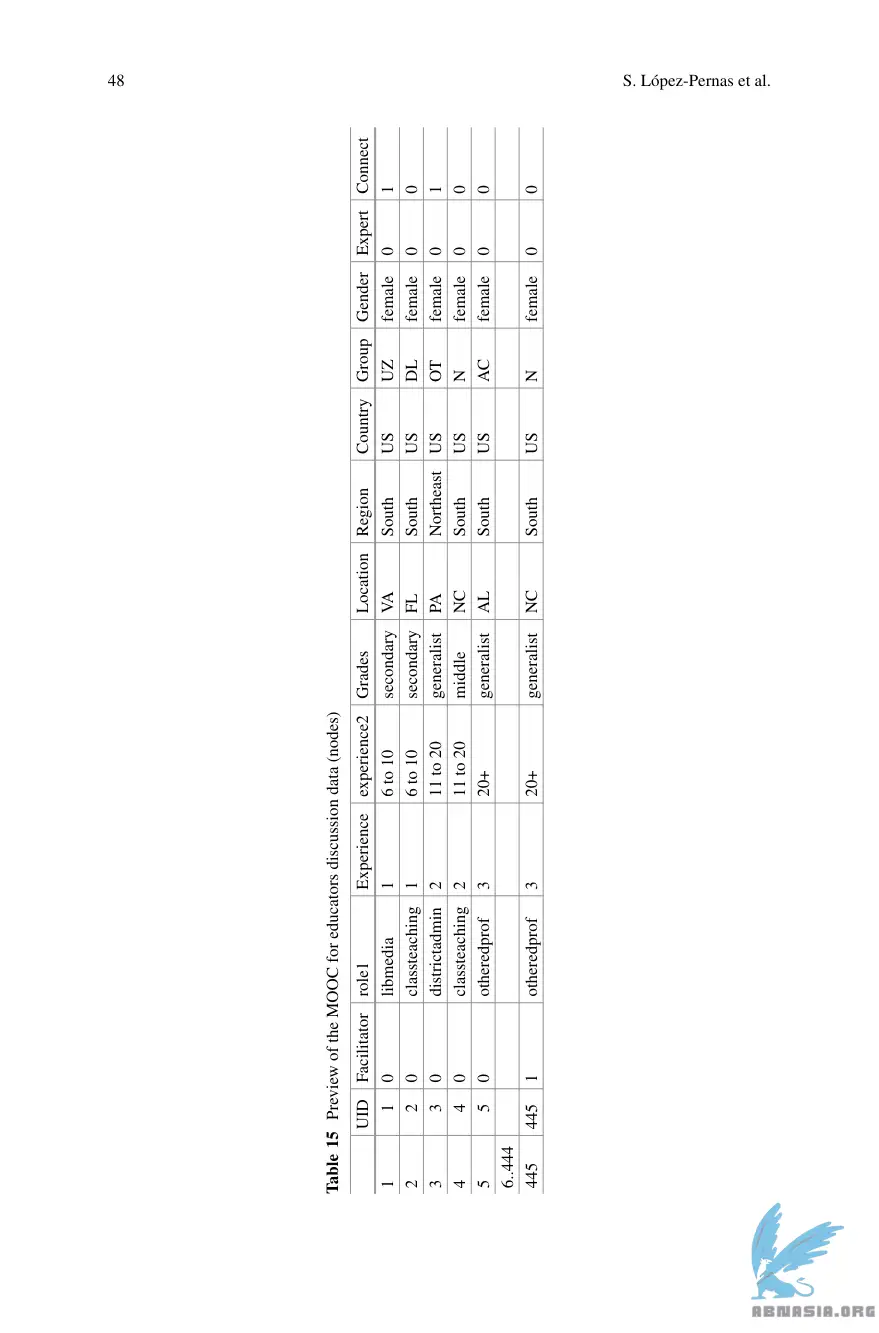 48 S. López-Pernas et al.
Table 15 Preview of the MOOC for educators discussion data (nodes)
UID Facilitator role1 Experience experience2 Grades Location Region Country Group Gender Expert Connect
1 1 0 libmedia 1 6 to 10 secondary VA South US UZ female 0 1
2 2 0 classteaching 1 6 to 10 secondary FL South US DL female 0 0
3 3 0 districtadmin 2 11 to 20 generalist PA Northeast US OT female 0 1
4 4 0 classteaching 2 11 to 20 middle NC South US N female 0 0
5 5 0 otheredprof 3 20+ generalist AL South US AC female 0 0
6..444
445 445 1 otheredprof 3 20+ generalist NC South US N female 0 0
ABNASIA.ORG